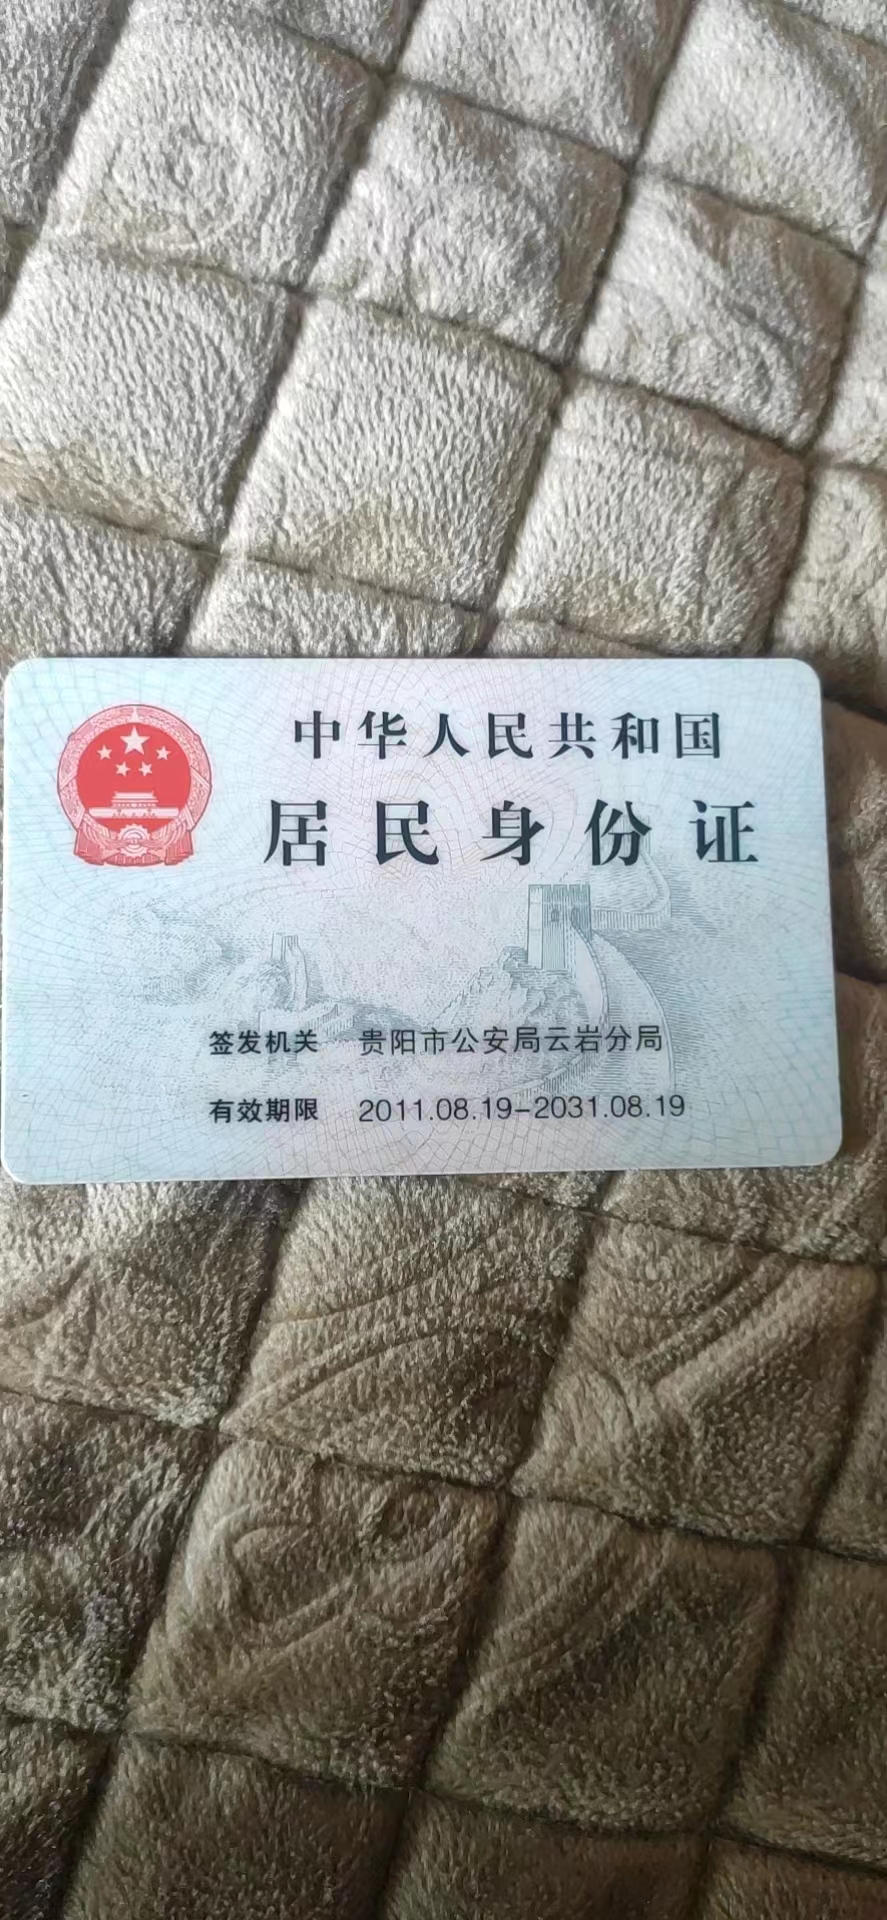 中华人民共和国
居民身份证
签发机关 贵阳市公安局云岩分局
有效期限 2011.08.19-2031.08.19